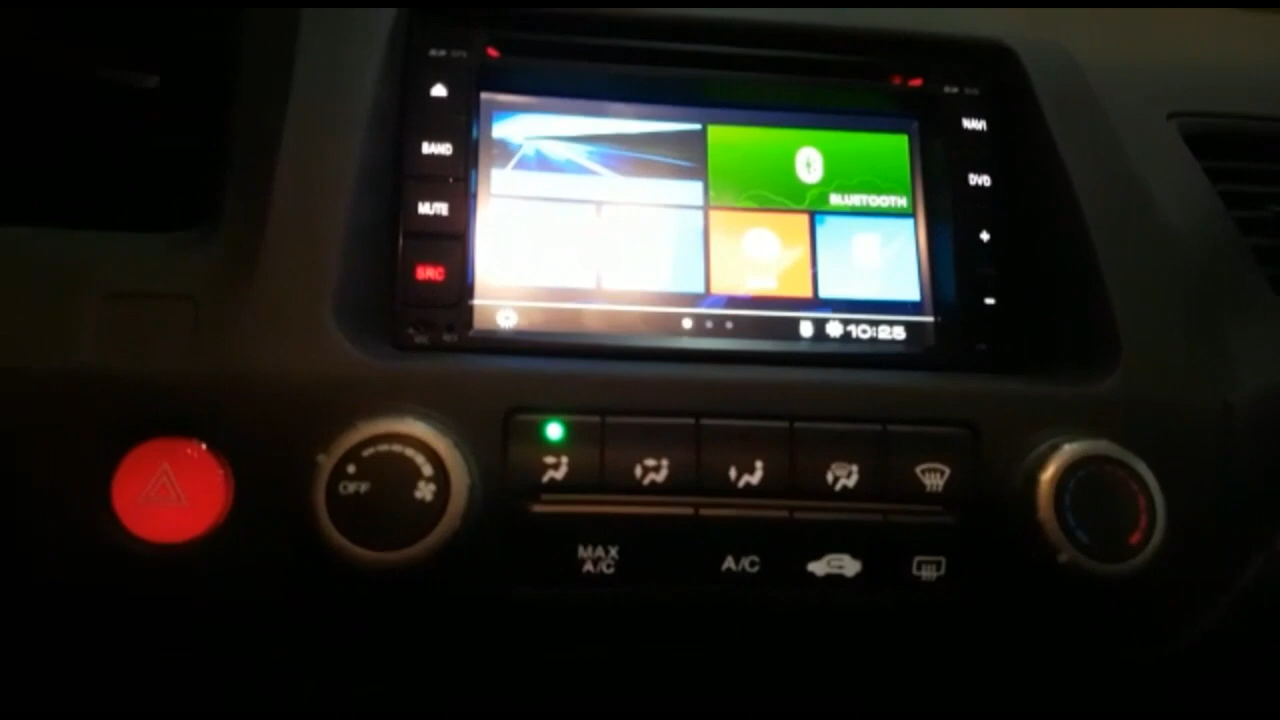 BAND
MUTE
SRC
NAVI
DVD
+
-
BLUETOOTH
10:25
OFF
MAX
A/C
A/C